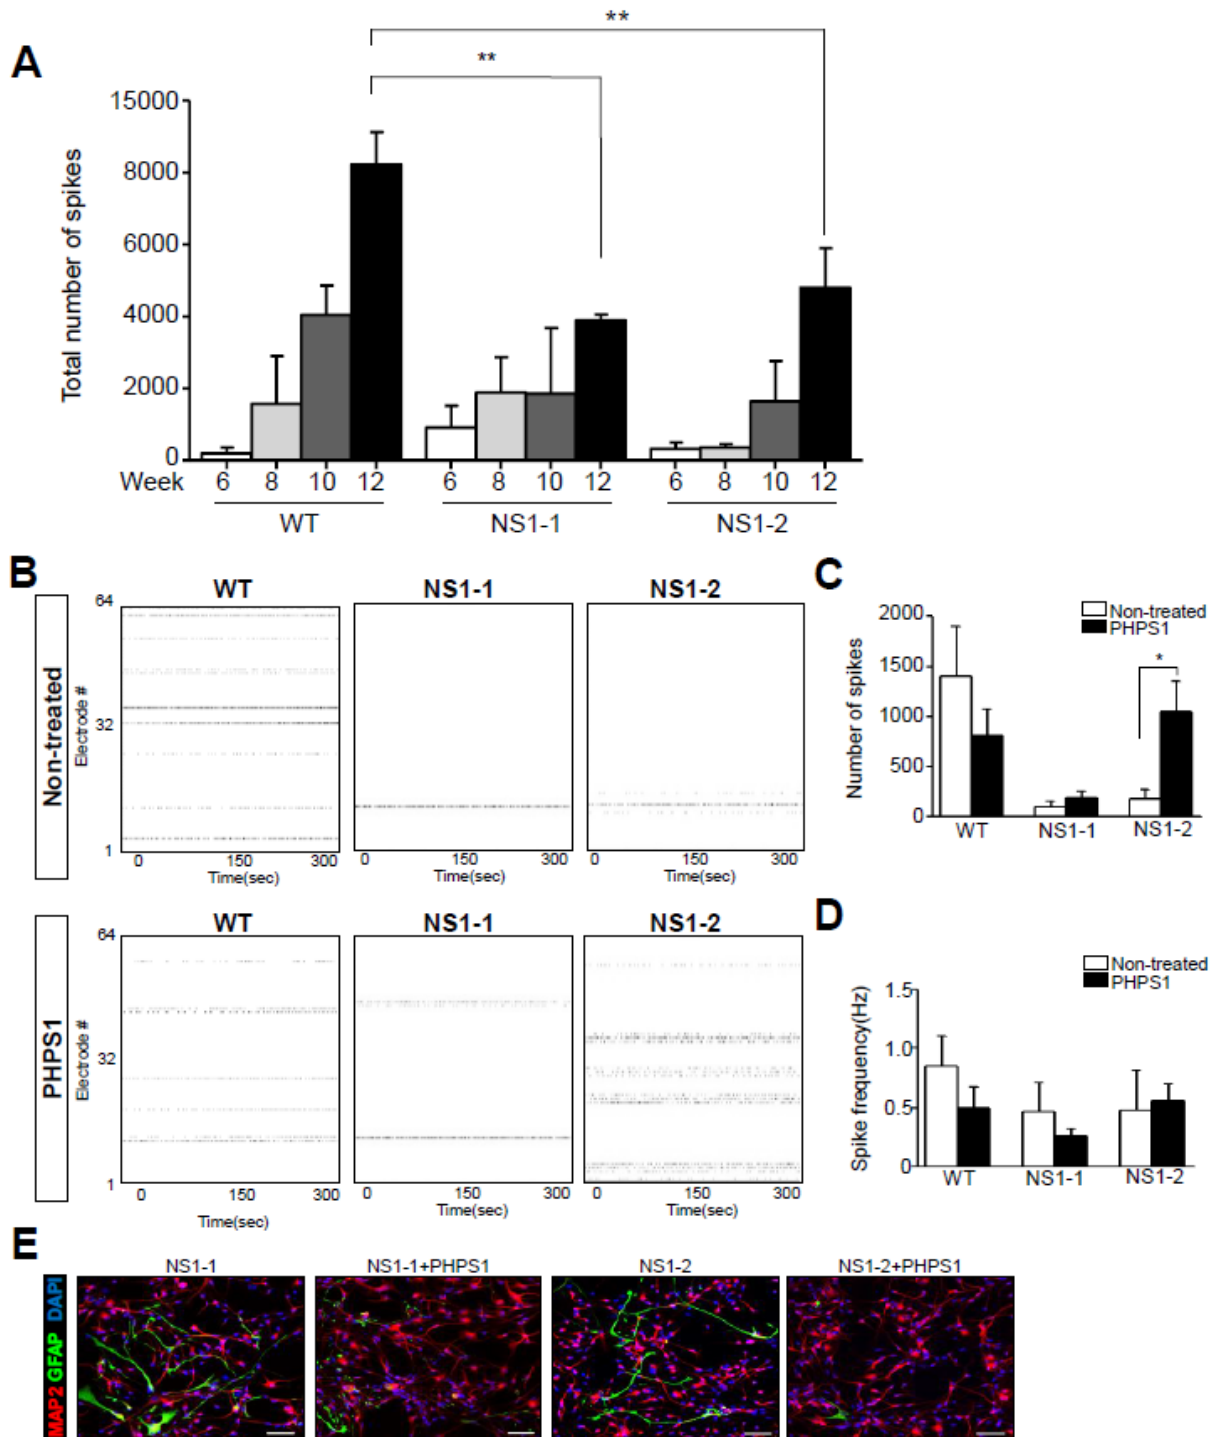 **
A
**
15000
8000
6000
4000
2000
0
Total number of spikes
Week 6 8 10 12 6 8 10 12 6 8 10 12
WT NS1-1 NS1-2
B
Non-treated
WT NS1-1 NS1-2
64
32
1
Electrode #
0 150 300 0 150 300 0 150 300
Time(sec) Time(sec) Time(sec)
PHPS1
WT NS1-1 NS1-2
64
32
1
Electrode #
0 150 300 0 150 300 0 150 300
Time(sec) Time(sec) Time(sec)
C
Non-treated
PHPS1
2000
1500
1000
500
0
Number of spikes
*
WT NS1-1 NS1-2
D
Non-treated
PHPS1
1.5
1.0
0.5
0
Spike frequency(Hz)
WT NS1-1 NS1-2
E
NS1-1 NS1-1+PHPS1 NS1-2 NS1-2+PHPS1
MAP2 GFAP DAPI